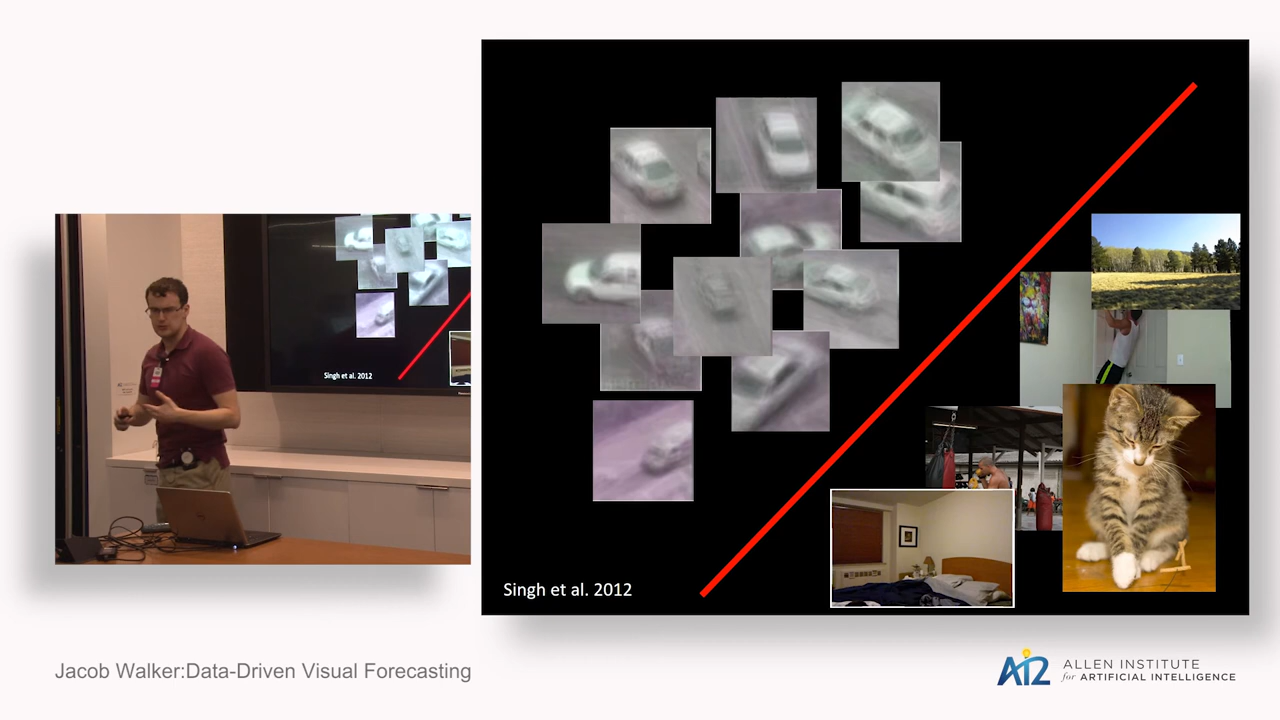 Singh et al. 2012
Singh et al. 2012
Jacob Walker:Data-Driven Visual Forecasting
AI2 ALLEN INSTITUTE
for ARTIFICIAL INTELLIGENCE